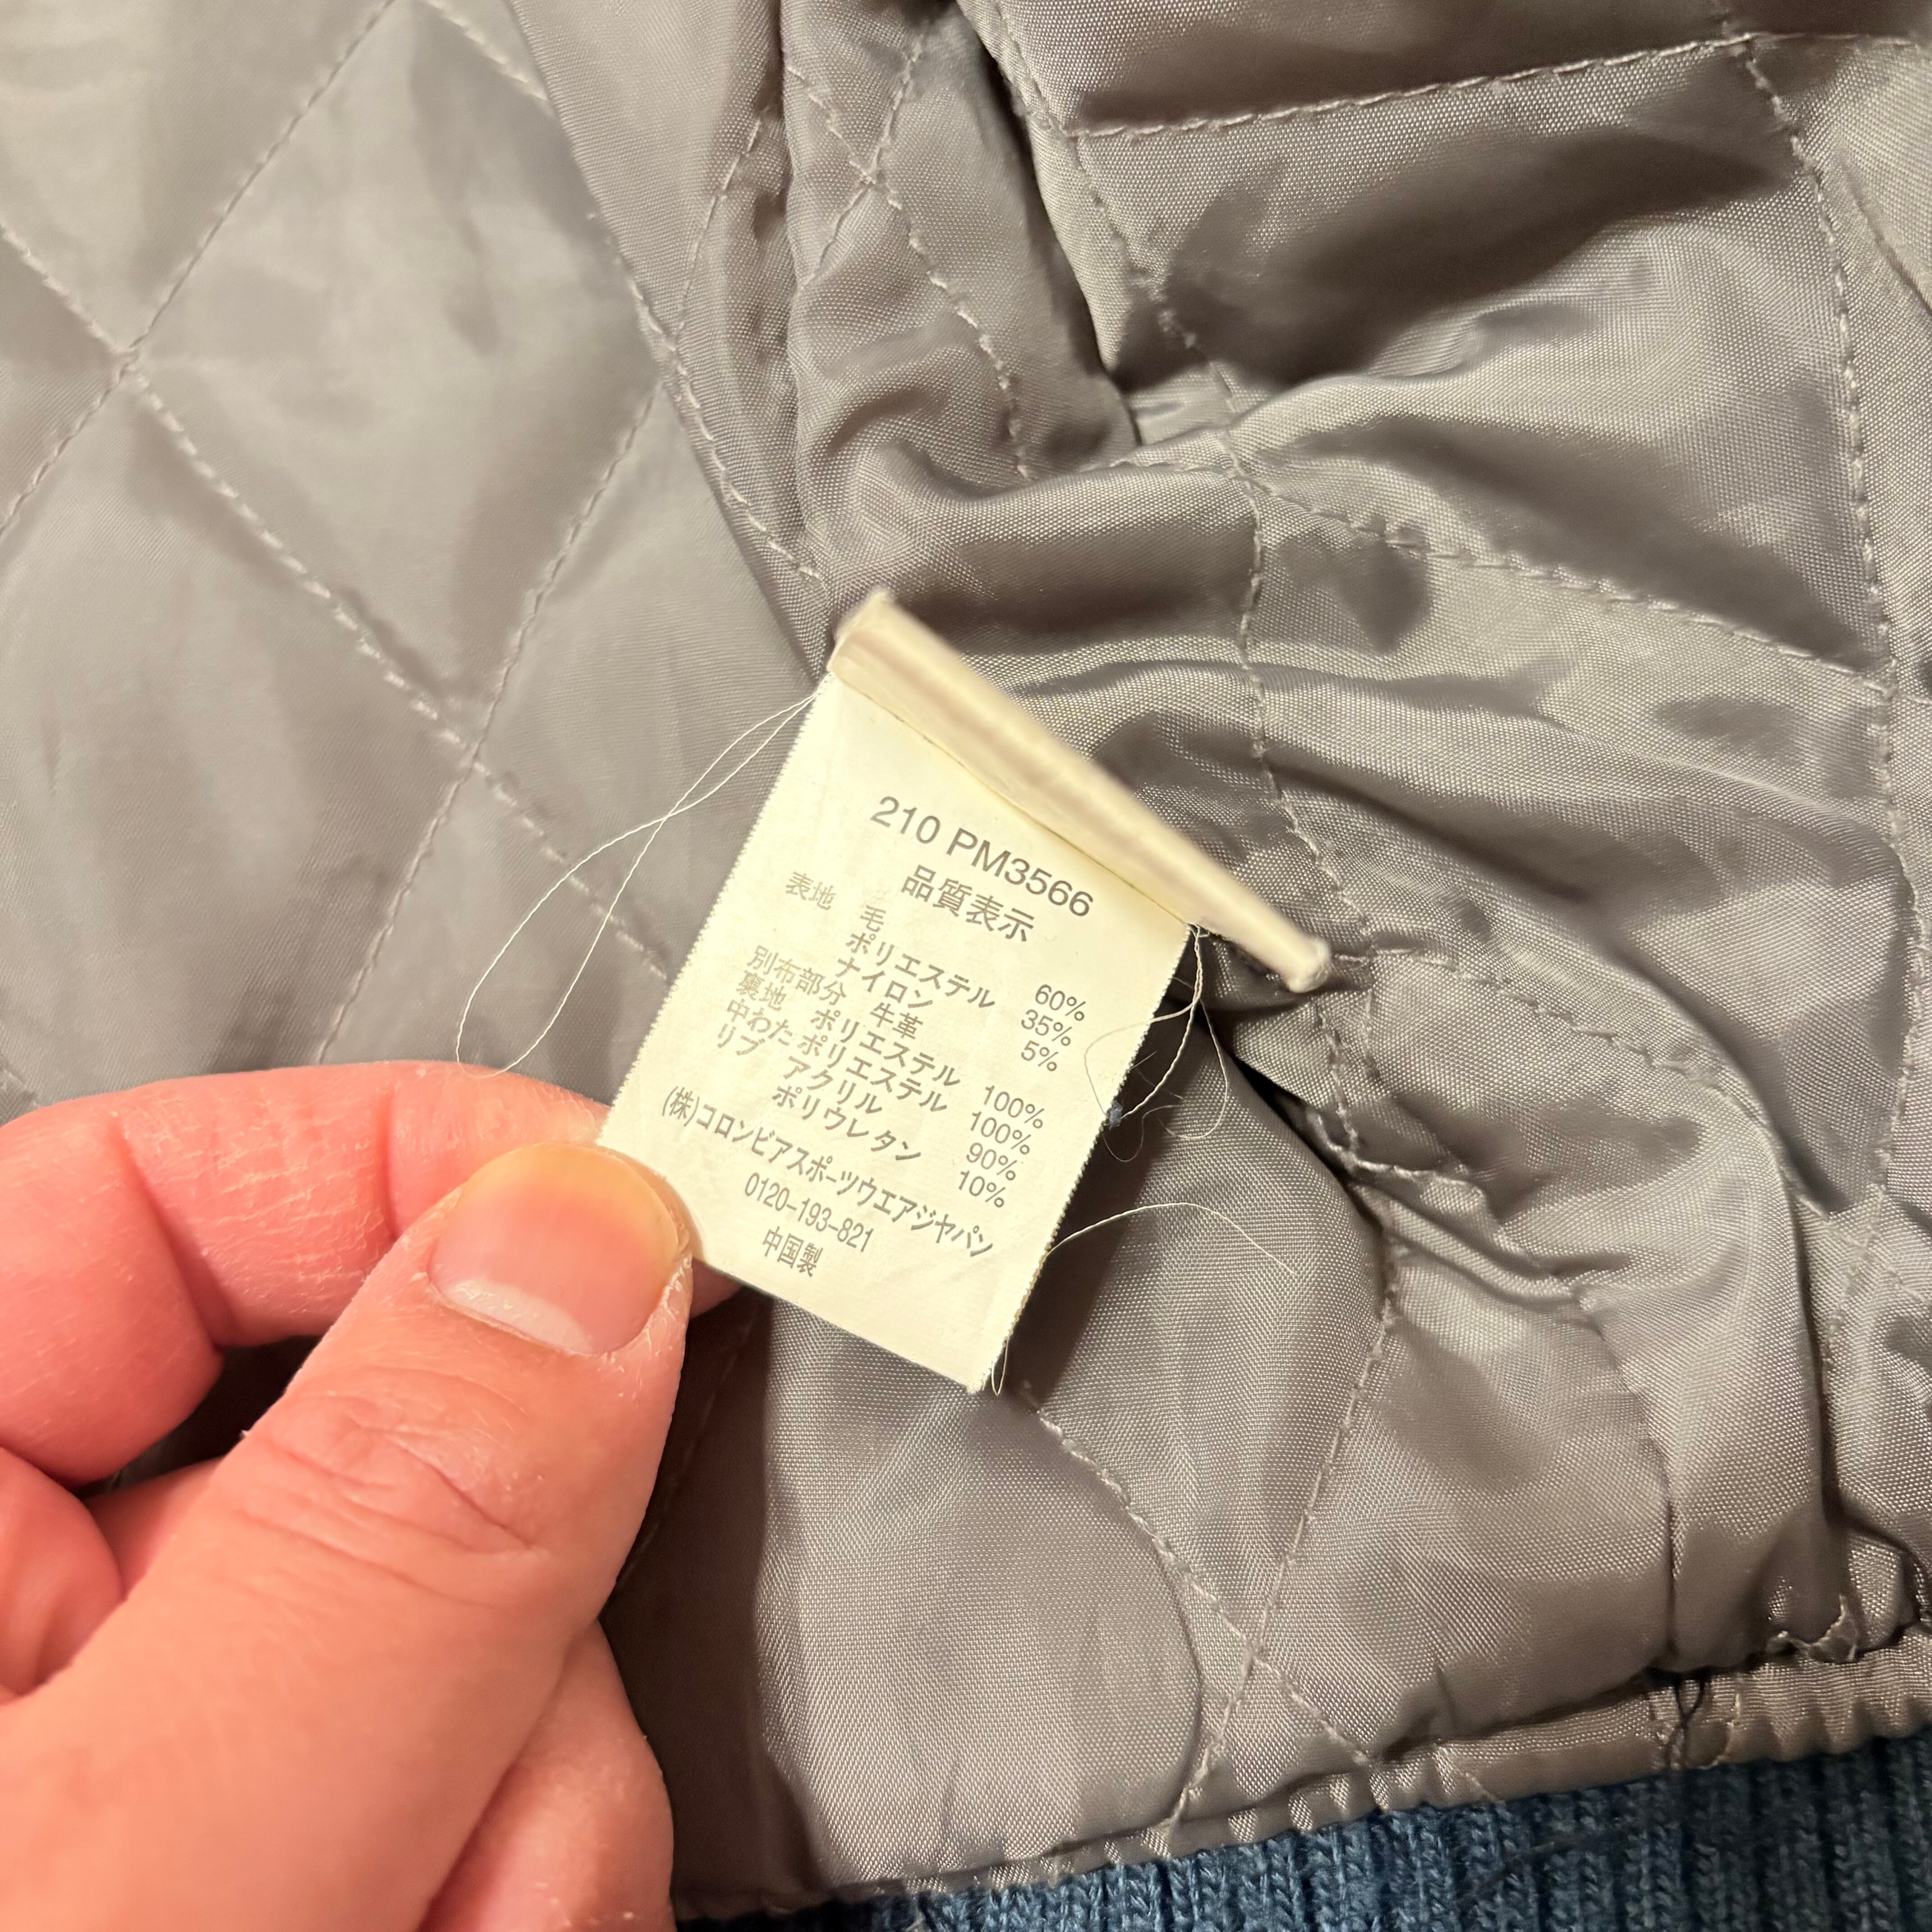 210 PM3566
品質表示
表地 毛 60%
ポリエステル 35%
ナイロン 5%
別布部分 牛革
裏地 ポリエステル 100%
中わた ポリエステル 100%
リブ アクリル 90%
ポリウレタン 10%
(株)コロンビアスポーツウエアジャパン
0120-193-821
中国製